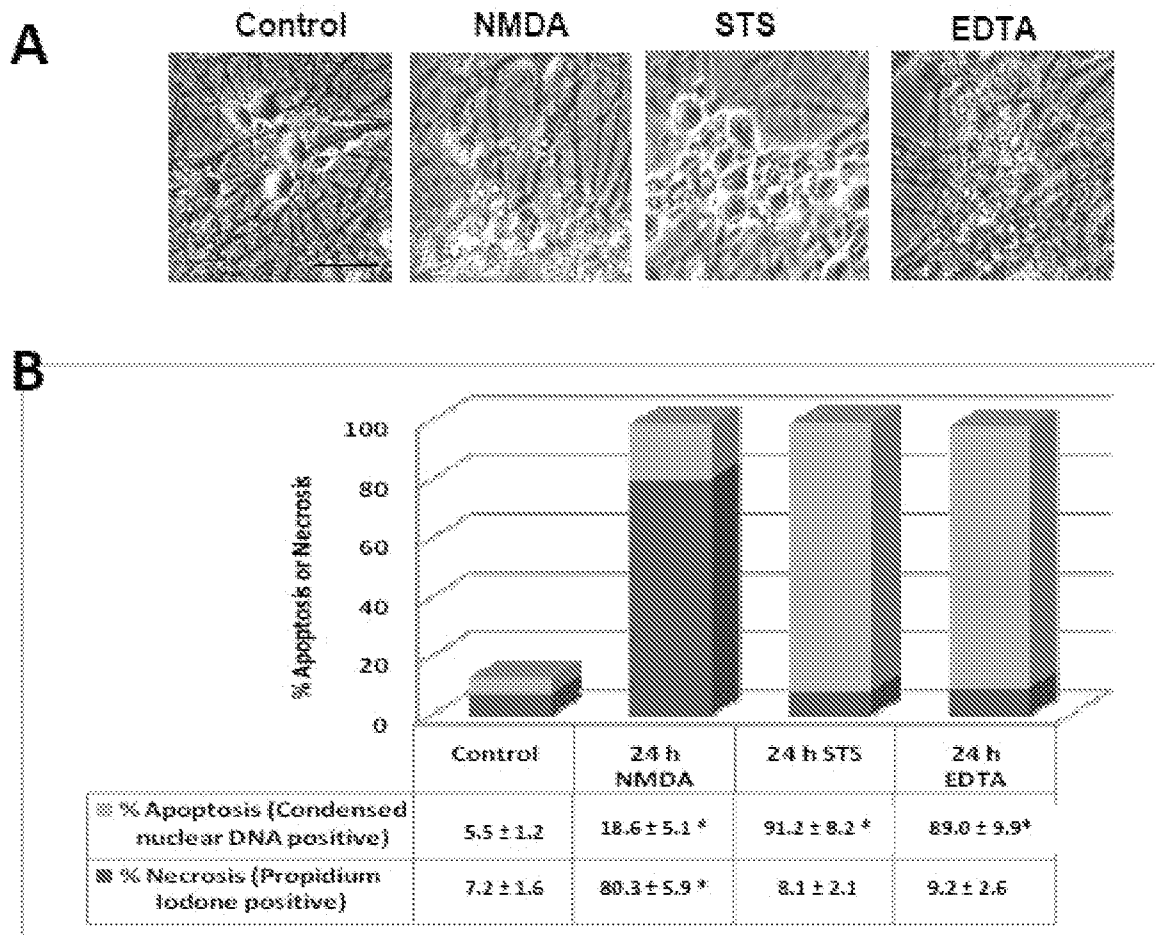 A
Control
NMDA
STS
EDTA
B
% Apoptosis or Necrosis
100
80
60
40
20
0
Control
24 h
NMDA
24 h STS
24 h
EDTA
% Apoptosis (Condensed
nuclear DNA positive)
5.5 ± 1.2
18.6 ± 5.1 *
91.2 ± 8.2 *
89.0 ± 9.9*
% Necrosis (Propidium
Iodone positive)
7.2 ± 1.6
80.3 ± 5.9 *
8.1 ± 2.1
9.2 ± 2.6